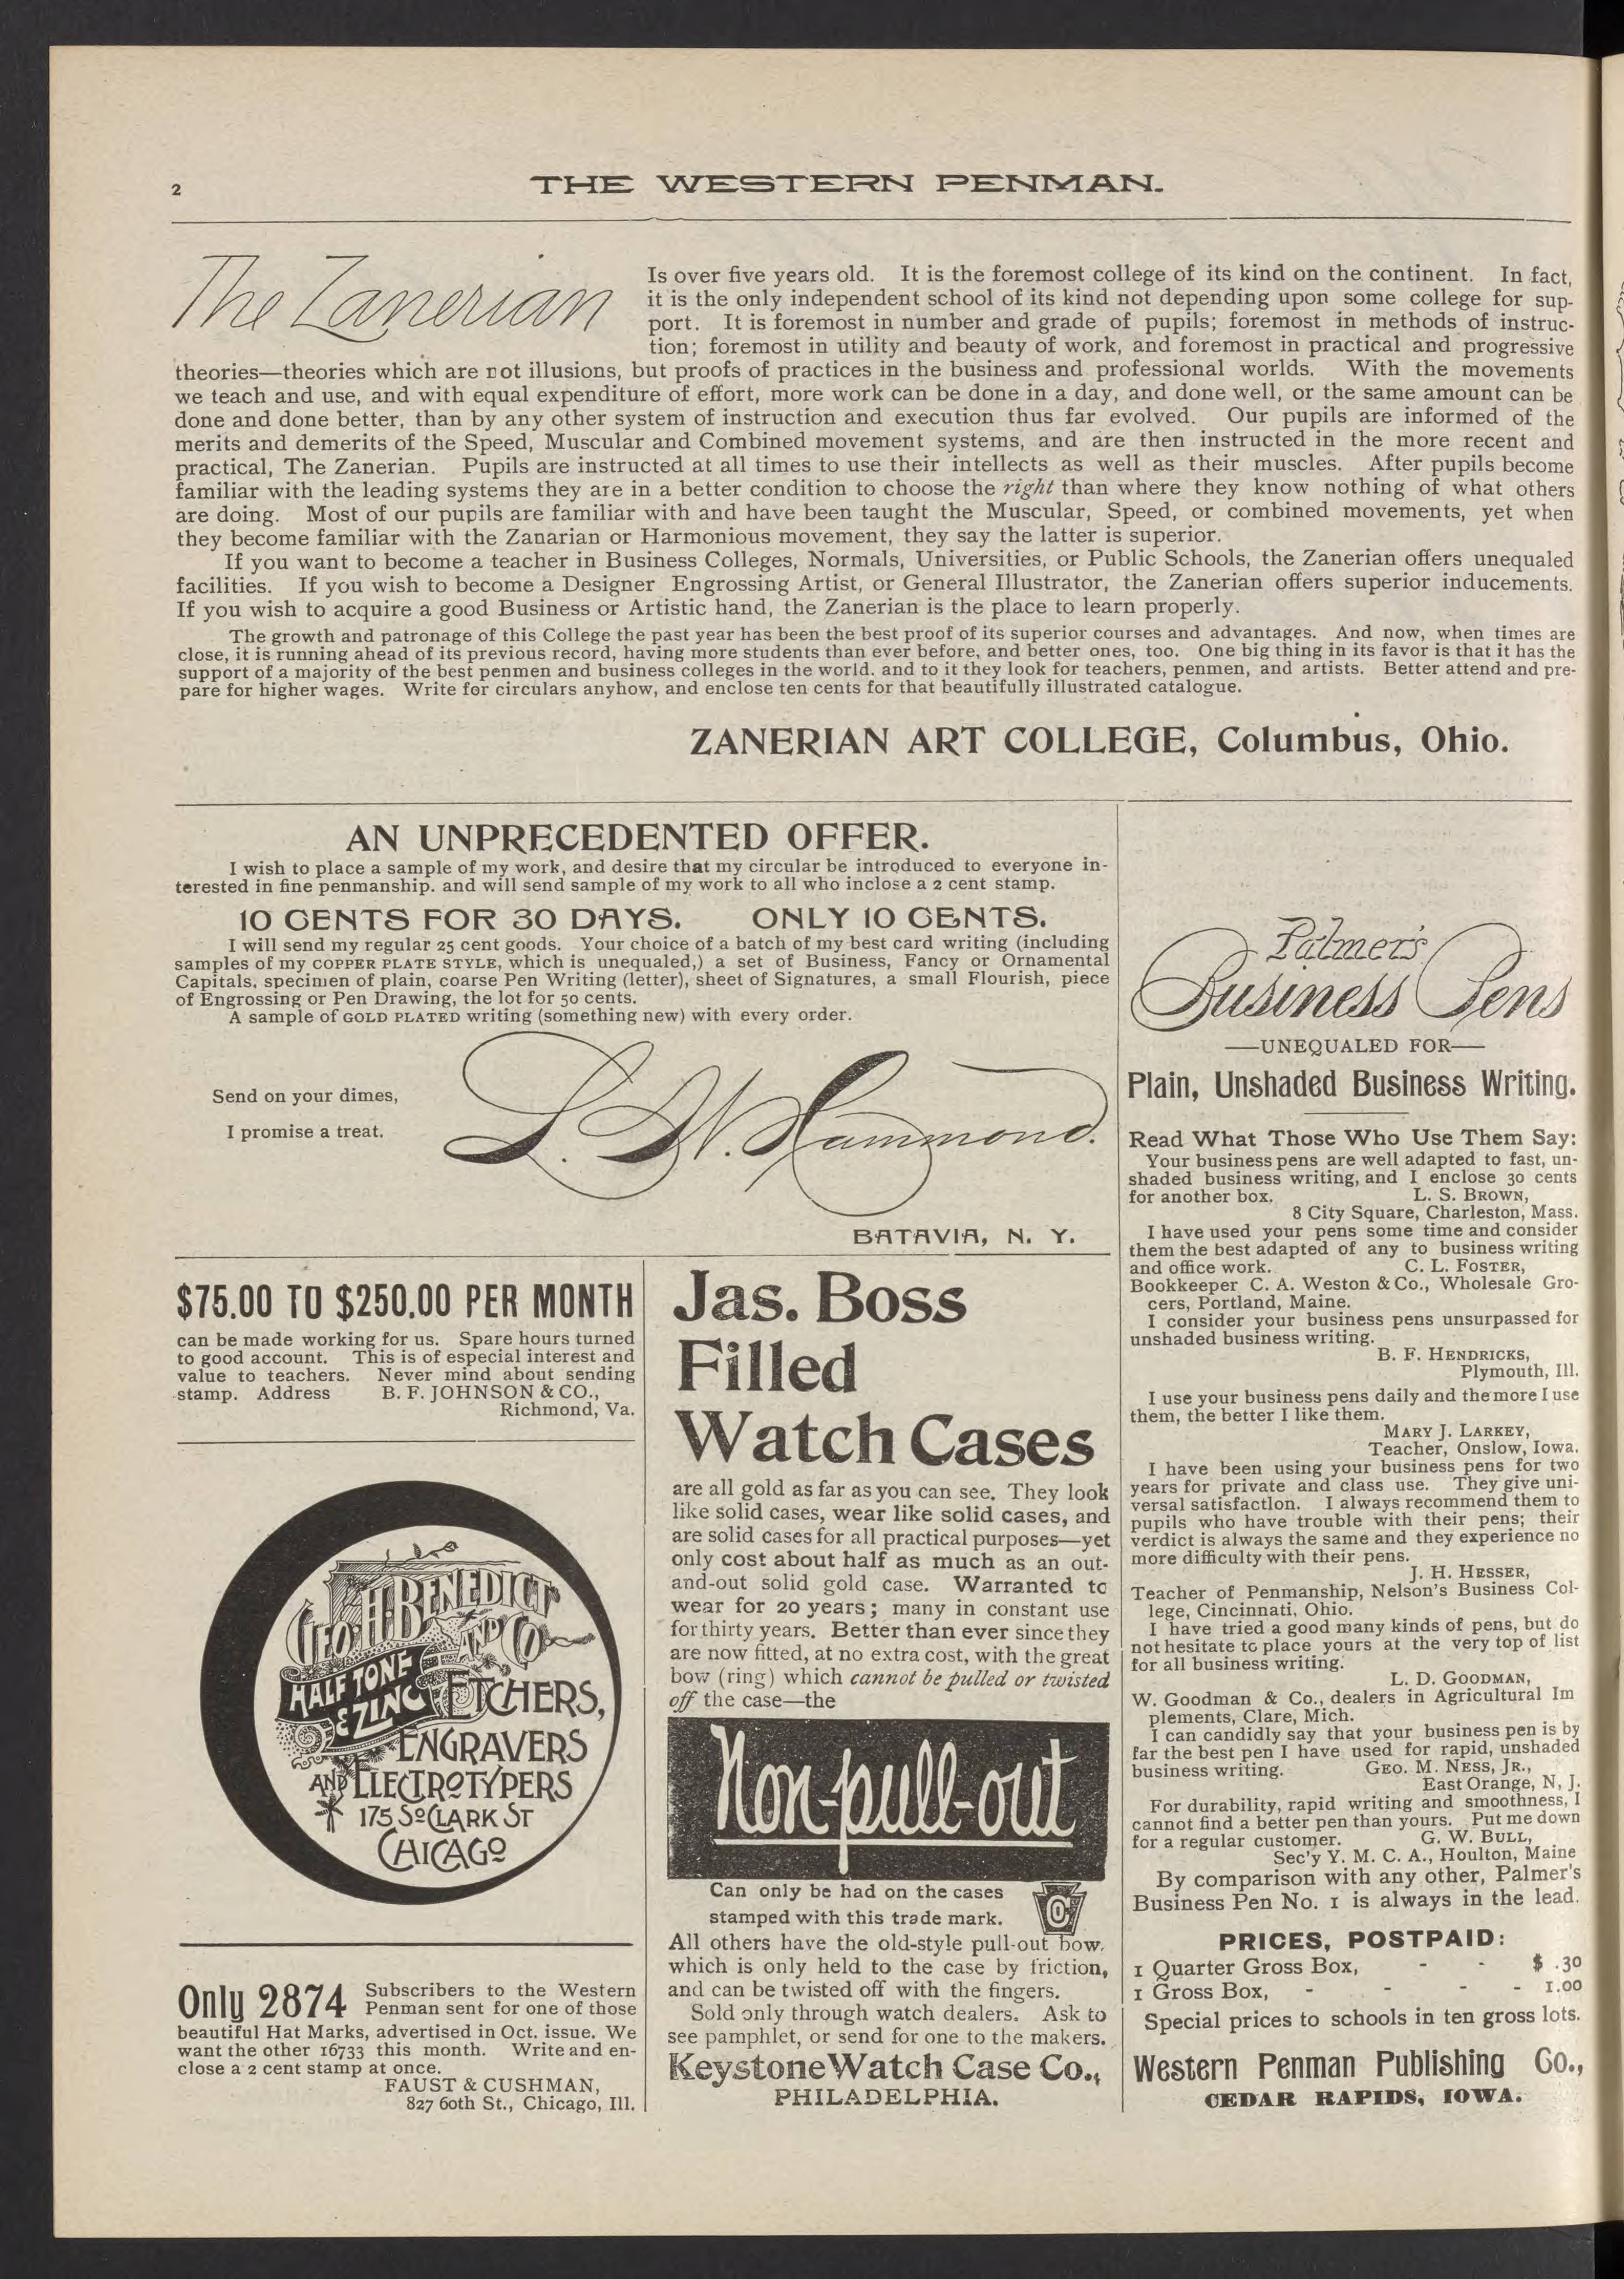 2
THE WESTERN PENMAN.
The Zanerian
Is over five years old. It is the foremost college of its kind on the continent. In fact,
it is the only independent school of its kind not depending upon some college for sup-
port. It is foremost in number and grade of pupils; foremost in methods of instruc-
tion; foremost in utility and beauty of work, and foremost in practical and progressive
theories—theories which are not illusions, but proofs of practices in the business and professional worlds. With the movements
we teach and use, and with equal expenditure of effort, more work can be done in a day, and done well, or the same amount can be
done and done better, than by any other system of instruction and execution thus far evolved. Our pupils are informed of the
merits and demerits of the Speed, Muscular and Combined movement systems, and are then instructed in the more recent and
practical, The Zanerian. Pupils are instructed at all times to use their intellects as well as their muscles. After pupils become
familiar with the leading systems they are in a better condition to choose the right than where they know nothing of what others
are doing. Most of our pupils are familiar with and have been taught the Muscular, Speed, or combined movements, yet when
they become familiar with the Zanarian or Harmonious movement, they say the latter is superior.
If you want to become a teacher in Business Colleges, Normals, Universities, or Public Schools, the Zanerian offers unequaled
facilities. If you wish to become a Designer Engrossing Artist, or General Illustrator, the Zanerian offers superior inducements.
If you wish to acquire a good Business or Artistic hand, the Zanerian is the place to learn properly.
The growth and patronage of this College the past year has been the best proof of its superior courses and advantages. And now, when times are
close, it is running ahead of its previous record, having more students than ever before, and better ones, too. One big thing in its favor is that it has the
support of a majority of the best penmen and business colleges in the world. and to it they look for teachers, penmen, and artists. Better attend and pre-
pare for higher wages. Write for circulars anyhow, and enclose ten cents for that beautifully illustrated catalogue.
ZANERIAN ART COLLEGE, Columbus, Ohio.
AN UNPRECEDENTED OFFER.
I wish to place a sample of my work, and desire that my circular be introduced to everyone in-
terested in fine penmanship. and will send sample of my work to all who inclose a 2 cent stamp.
10 CENTS FOR 30 DAYS. ONLY 10 CENTS.
I will send my regular 25 cent goods. Your choice of a batch of my best card writing (including
samples of my COPPER PLATE STYLE, which is unequaled,) a set of Business, Fancy or Ornamental
Capitals, specimen of plain, coarse Pen Writing (letter), sheet of Signatures, a small Flourish, piece
of Engrossing or Pen Drawing, the lot for 50 cents.
A sample of GOLD PLATED writing (something new) with every order.
Send on your dimes,
I promise a treat.
L. W. Hammond.
BATAVIA, N. Y.
$75.00 TO $250.00 PER MONTH
can be made working for us. Spare hours turned
to good account. This is of especial interest and
value to teachers. Never mind about sending
stamp. Address B. F. JOHNSON & CO.,
Richmond, Va.
GEO. H. BENEDICT
AND CO
HALF TONE
& ZINC ETCHERS,
ENGRAVERS
AND ELECTROTYPERS
175 SO CLARK ST
CHICAGO
Only 2874 Subscribers to the Western
Penman sent for one of those
beautiful Hat Marks, advertised in Oct. issue. We
want the other 16733 this month. Write and en-
close a 2 cent stamp at once.
FAUST & CUSHMAN,
827 60th St., Chicago, Ill.
Jas. Boss
Filled
Watch Cases
are all gold as far as you can see. They look
like solid cases, wear like solid cases, and
are solid cases for all practical purposes—yet
only cost about half as much as an out-
and-out solid gold case. Warranted to
wear for 20 years; many in constant use
for thirty years. Better than ever since they
are now fitted, at no extra cost, with the great
bow (ring) which cannot be pulled or twisted
off the case—the
Non-pull-out
Can only be had on the cases
stamped with this trade mark.
All others have the old-style pull-out bow,
which is only held to the case by friction,
and can be twisted off with the fingers.
Sold only through watch dealers. Ask to
see pamphlet, or send for one to the makers.
Keystone Watch Case Co.,
PHILADELPHIA.
Palmer's
Business Pens
—UNEQUALED FOR—
Plain, Unshaded Business Writing.
Read What Those Who Use Them Say:
Your business pens are well adapted to fast, un-
shaded business writing, and I enclose 30 cents
for another box. L. S. BROWN,
8 City Square, Charleston, Mass.
I have used your pens some time and consider
them the best adapted of any to business writing
and office work. C. L. FOSTER,
Bookkeeper C. A. Weston & Co., Wholesale Gro-
cers, Portland, Maine.
I consider your business pens unsurpassed for
unshaded business writing.
B. F. HENDRICKS,
Plymouth, Ill.
I use your business pens daily and the more I use
them, the better I like them.
MARY J. LARKEY,
Teacher, Onslow, Iowa.
I have been using your business pens for two
years for private and class use. They give uni-
versal satisfaction. I always recommend them to
pupils who have trouble with their pens; their
verdict is always the same and they experience no
more difficulty with their pens.
J. H. HESSER,
Teacher of Penmanship, Nelson's Business Col-
lege, Cincinnati, Ohio.
I have tried a good many kinds of pens, but do
not hesitate to place yours at the very top of list
for all business writing.
L. D. GOODMAN,
W. Goodman & Co., dealers in Agricultural Im
plements, Clare, Mich.
I can candidly say that your business pen is by
far the best pen I have used for rapid, unshaded
business writing. GEO. M. NESS, JR.,
East Orange, N, J.
For durability, rapid writing and smoothness, I
cannot find a better pen than yours. Put me down
for a regular customer. G. W. BULL,
Sec'y Y. M. C. A., Houlton, Maine
By comparison with any other, Palmer's
Business Pen No. 1 is always in the lead.
PRICES, POSTPAID:
1 Quarter Gross Box, - - $ .30
1 Gross Box, - - - 1.00
Special prices to schools in ten gross lots.
Western Penman Publishing Co.,
CEDAR RAPIDS, IOWA.